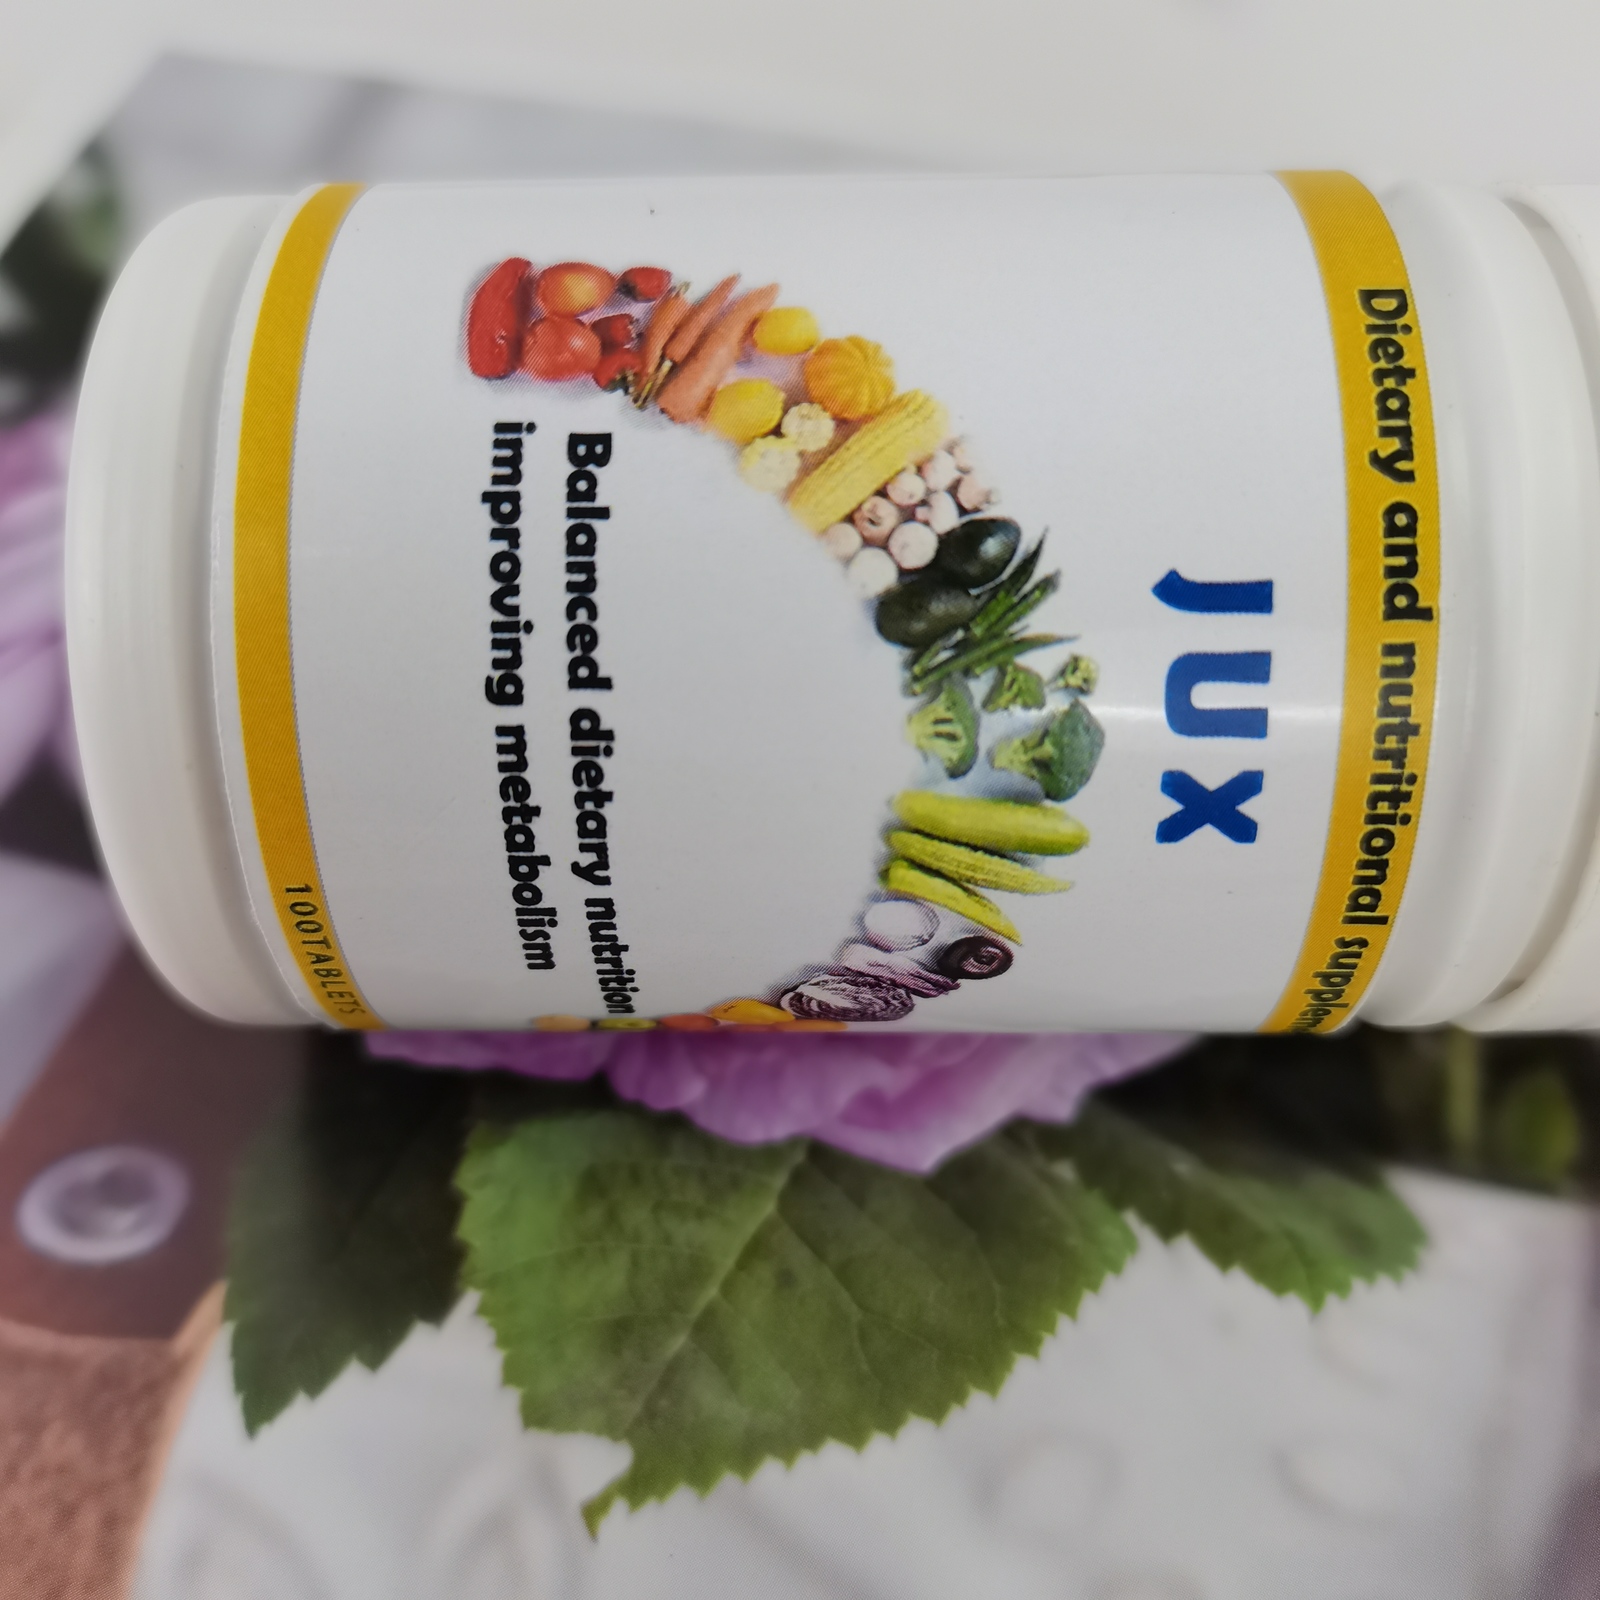 Dietary and nutritional
JUX
Balanced dietary nutrition
improving metabolism
100TABLETS